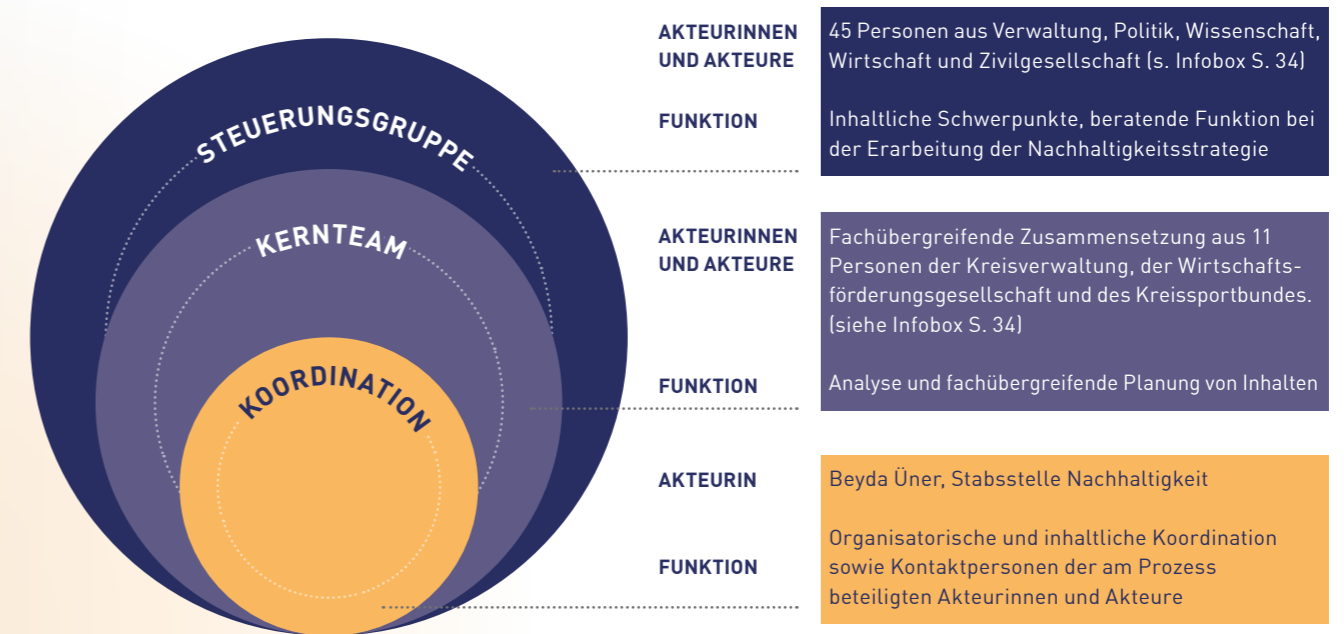 STEUERUNGSGRUPPE
KERNTEAM
KOORDINATION
AKTEURINNEN
UND AKTEURE
45 Personen aus Verwaltung, Politik, Wissenschaft,
Wirtschaft und Zivilgesellschaft (s. Infobox S. 34)
FUNKTION
Inhaltliche Schwerpunkte, beratende Funktion bei
der Erarbeitung der Nachhaltigkeitsstrategie
AKTEURINNEN
UND AKTEURE
Fachübergreifende Zusammensetzung aus 11
Personen der Kreisverwaltung, der Wirtschafts-
förderungsgesellschaft und des Kreissportbundes.
(siehe Infobox S. 34)
FUNKTION
Analyse und fachübergreifende Planung von Inhalten
AKTEURIN
Beyda Üner, Stabsstelle Nachhaltigkeit
FUNKTION
Organisatorische und inhaltliche Koordination
sowie Kontaktpersonen der am Prozess
beteiligten Akteurinnen und Akteure